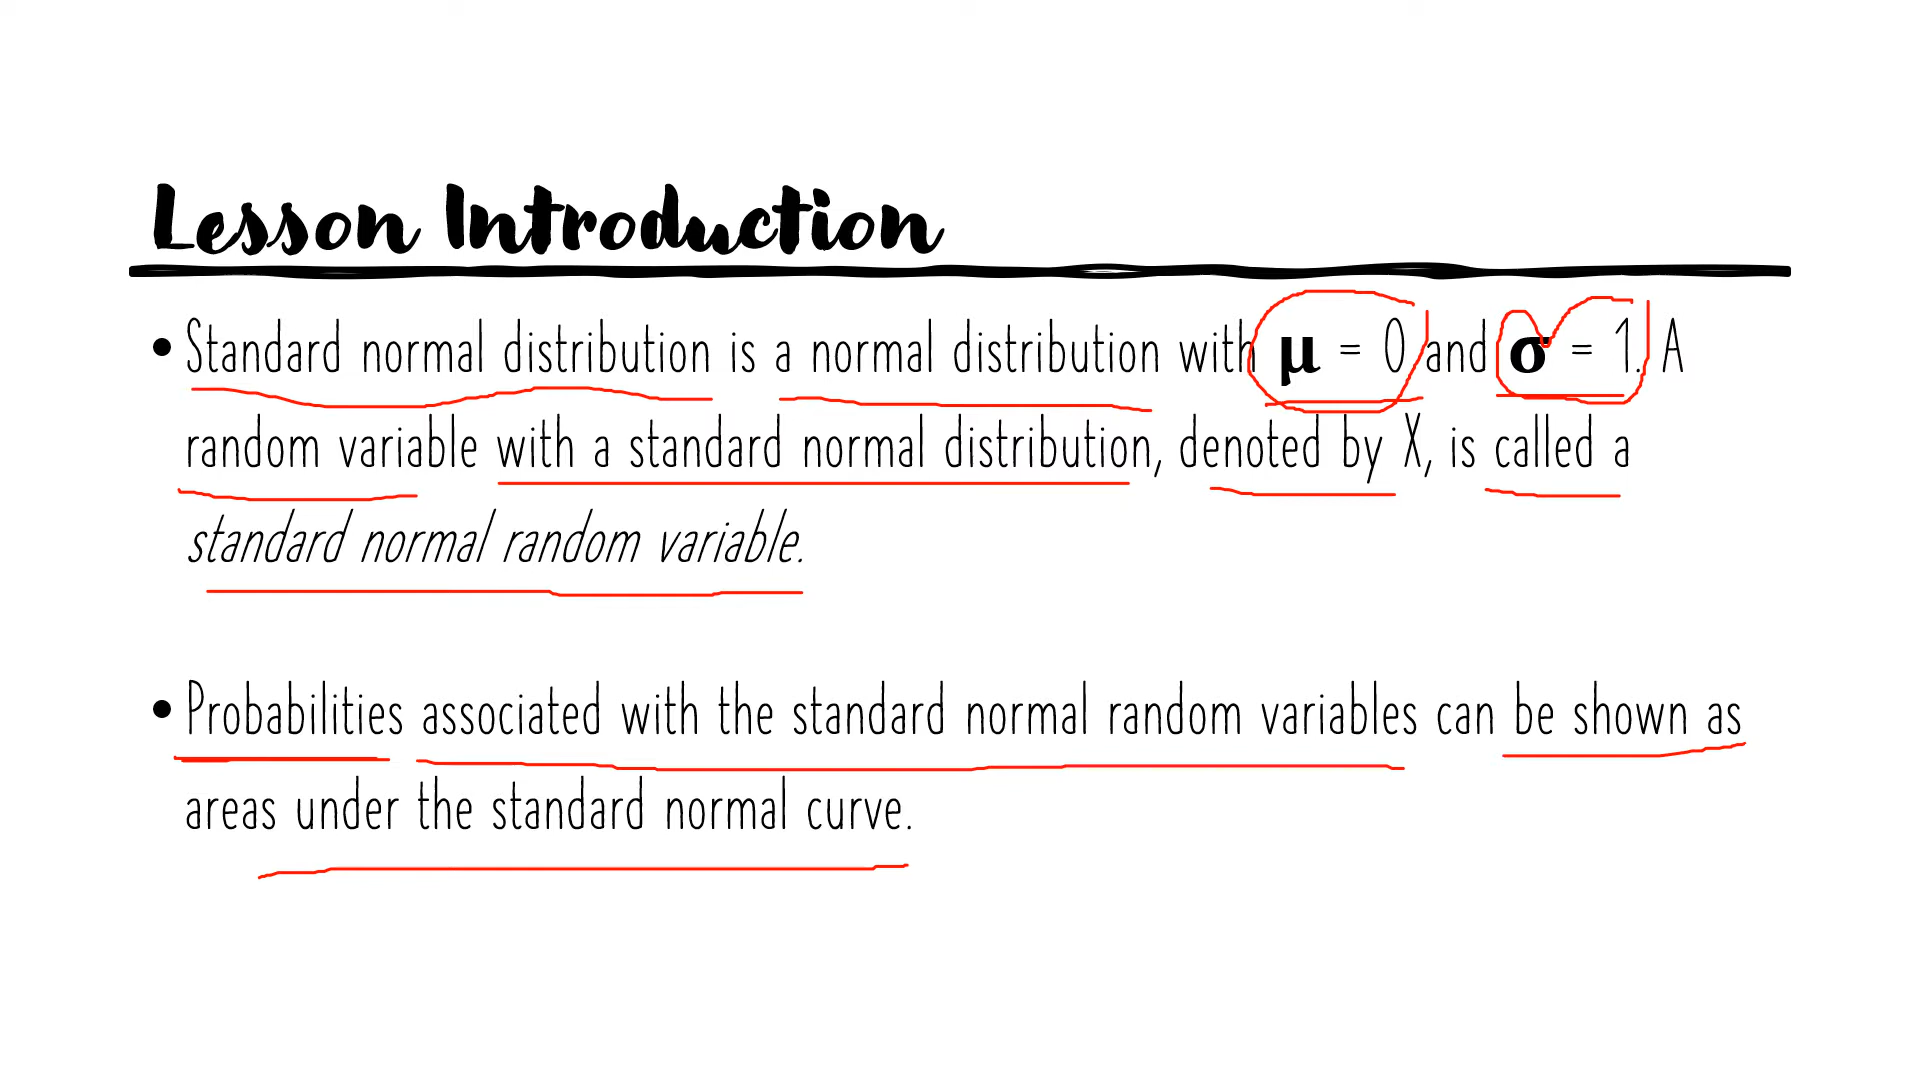 Lesson Introduction
• Standard normal distribution is a normal distribution with μ = 0 and σ = 1. A
random variable with a standard normal distribution, denoted by X, is called a
standard normal random variable.
• Probabilities associated with the standard normal random variables can be shown as
areas under the standard normal curve.